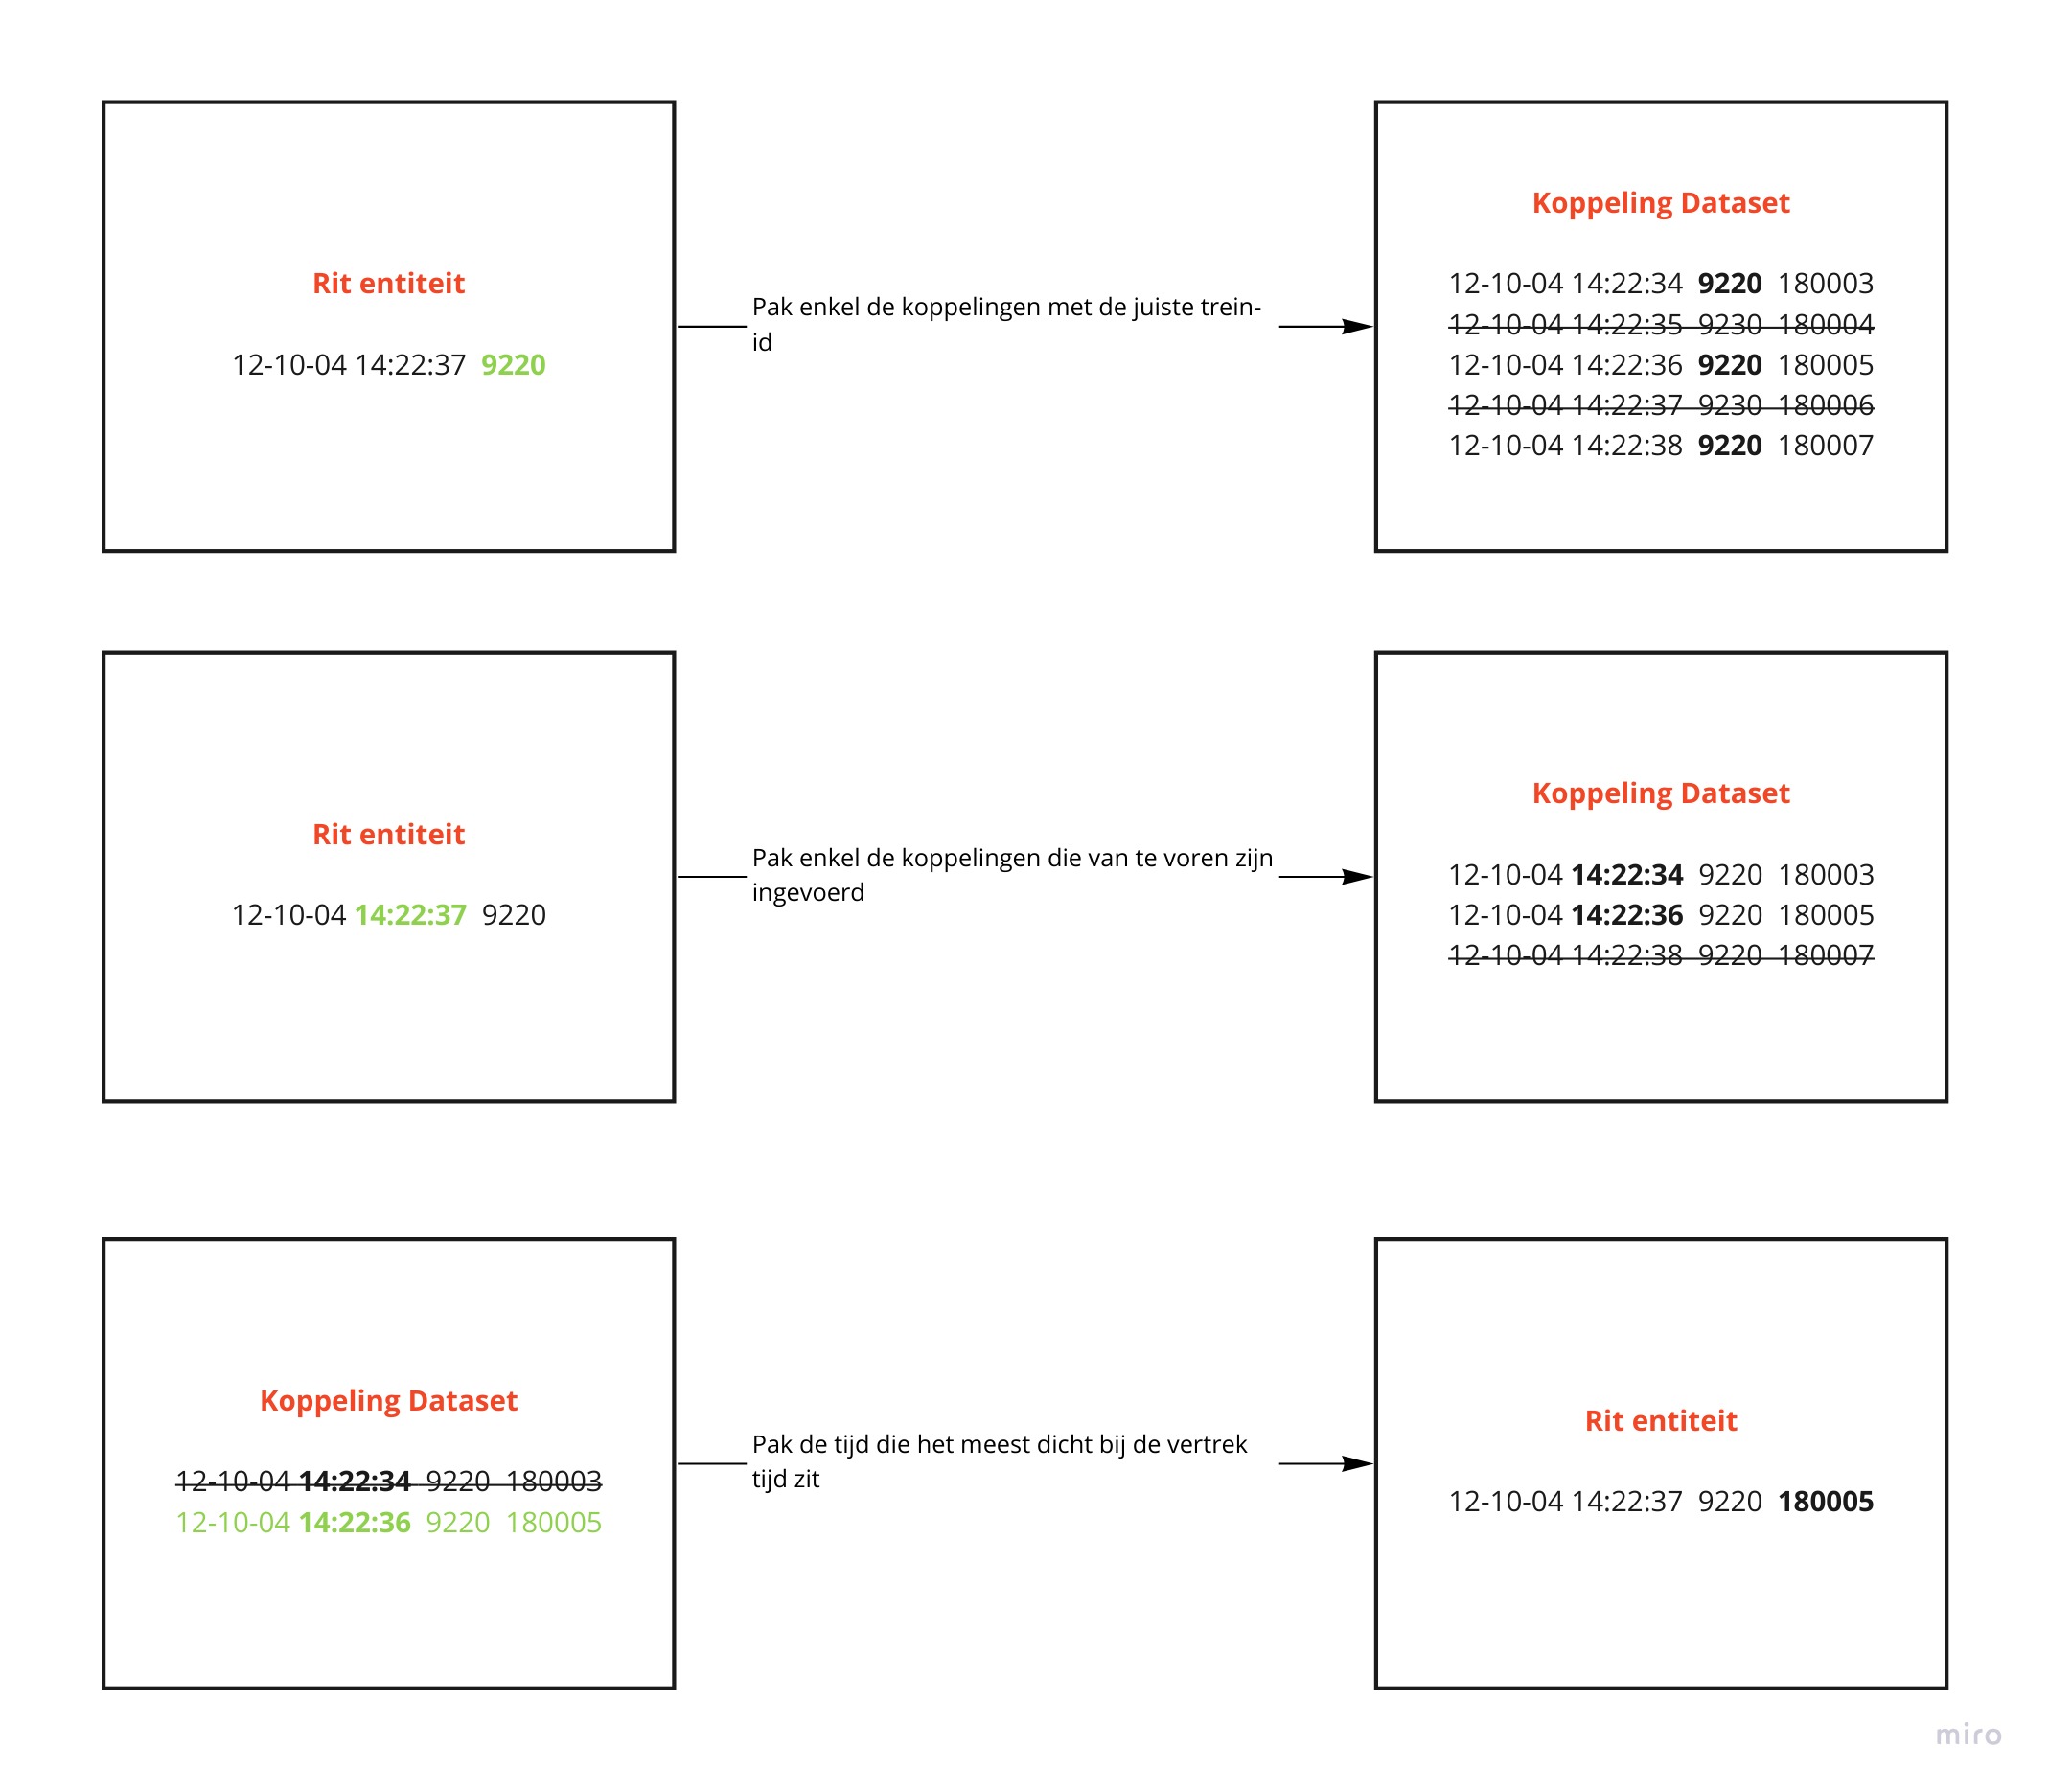 Rit entiteit
12-10-04 14:22:37 9220
Pak enkel de koppelingen met de juiste trein-
id
Koppeling Dataset
12-10-04 14:22:34 9220 180003
12-10-04 14:22:35 9230 180004
12-10-04 14:22:36 9220 180005
12-10-04 14:22:37 9230 180006
12-10-04 14:22:38 9220 180007
Rit entiteit
12-10-04 14:22:37 9220
Pak enkel de koppelingen die van te voren zijn
ingevoerd
Koppeling Dataset
12-10-04 14:22:34 9220 180003
12-10-04 14:22:36 9220 180005
12-10-04 14:22:38 9220 180007
Koppeling Dataset
12-10-04 14:22:34 9220 180003
12-10-04 14:22:36 9220 180005
Pak de tijd die het meest dicht bij de vertrek
tijd zit
Rit entiteit
12-10-04 14:22:37 9220 180005
miro